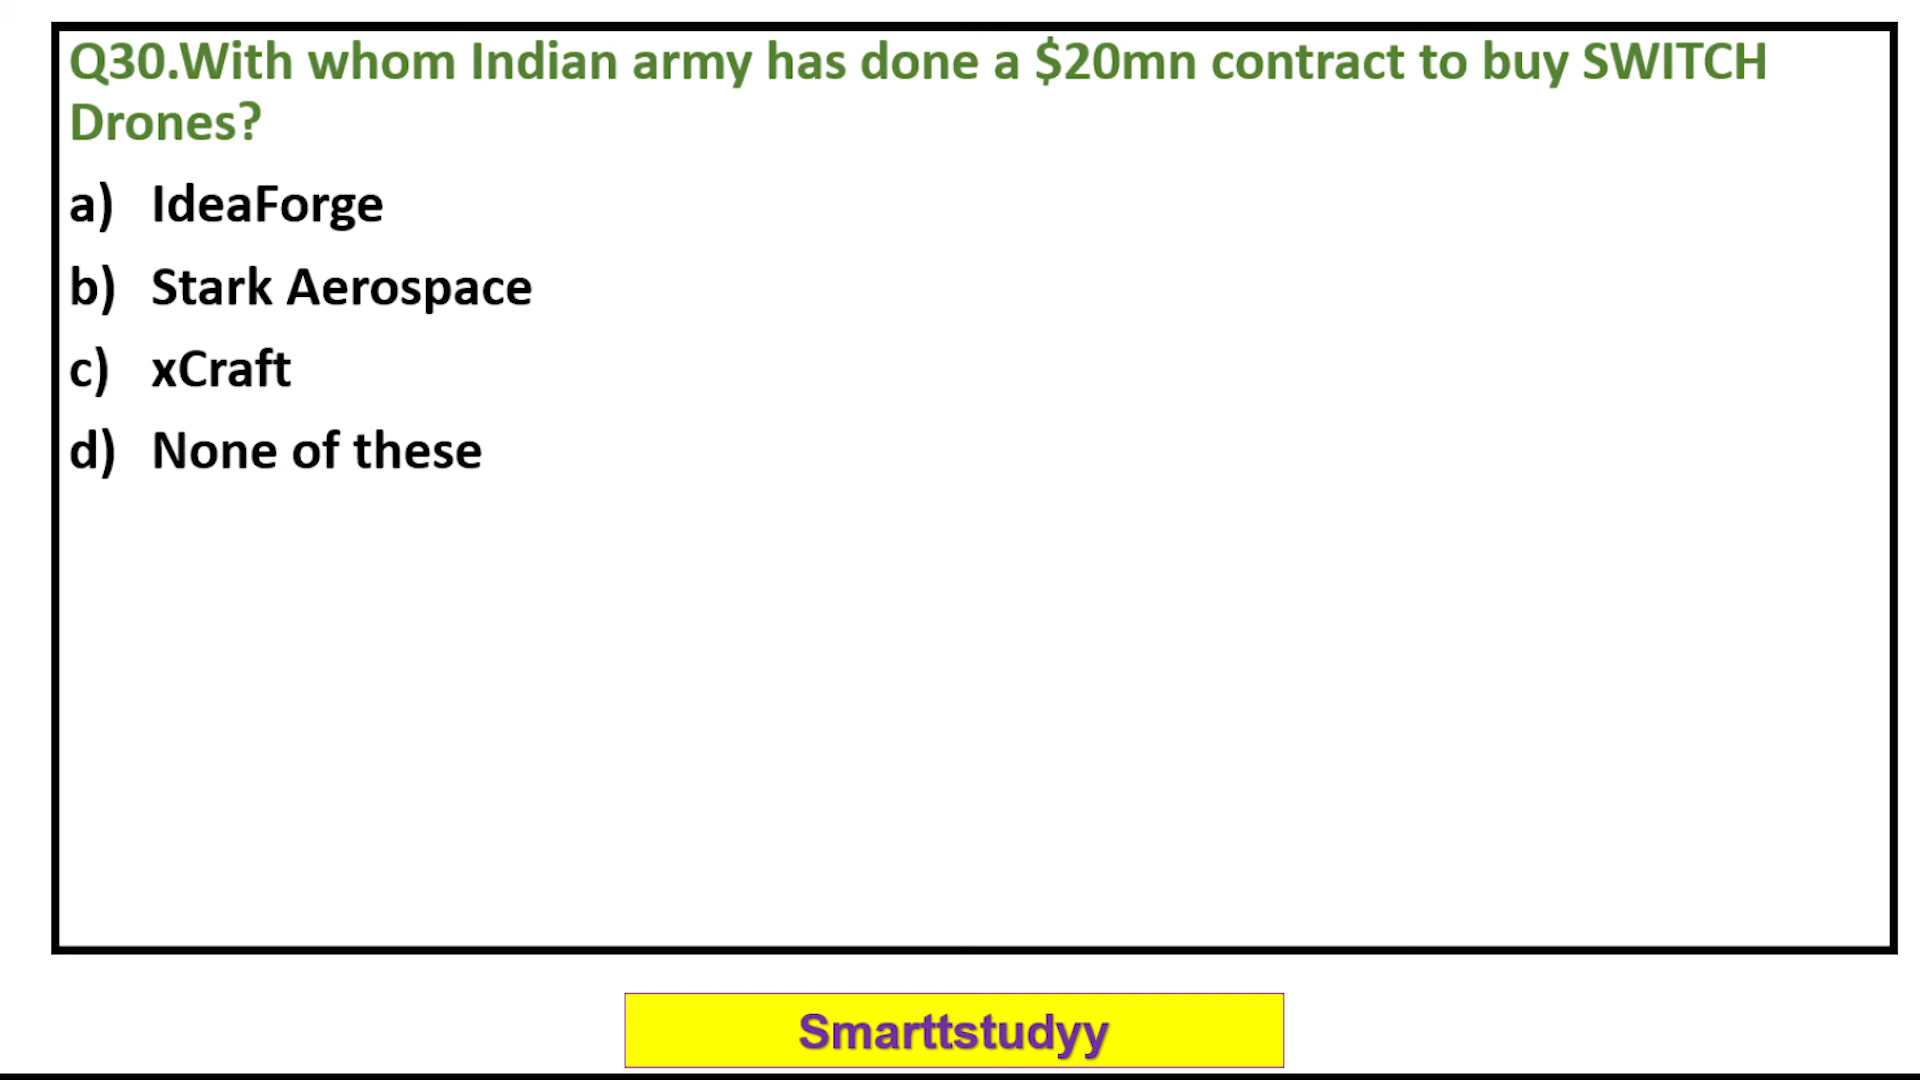 Q30.With whom Indian army has done a $20mn contract to buy SWITCH
Drones?
a) IdeaForge
b) Stark Aerospace
c) xCraft
d) None of these
Smarttstudyy